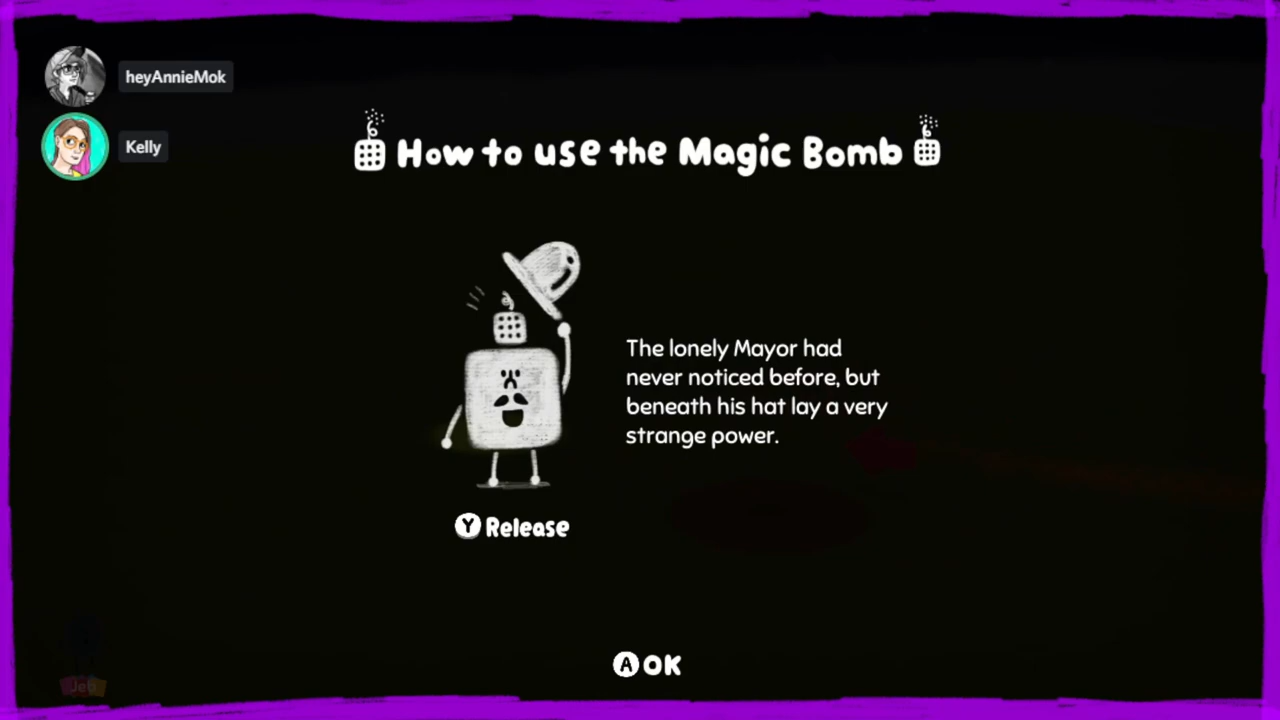 heyAnnieMok
Kelly
How to use the Magic Bomb
The lonely Mayor had
never noticed before, but
beneath his hat lay a very
strange power.
Y Release
A OK
Jeb